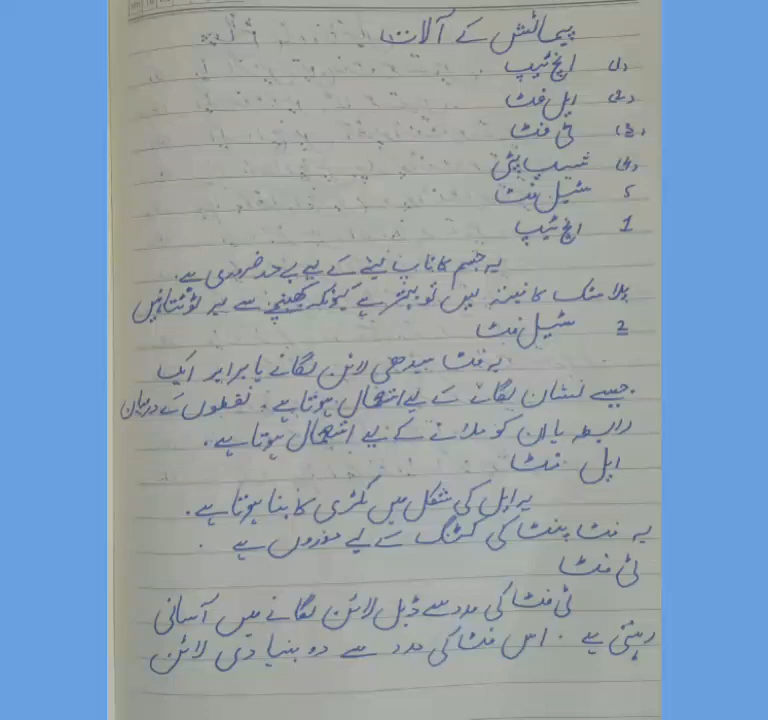 پیمائش کے آلات
(1) انچ ٹیپ
(2) ایل فٹ
(3) ٹی فٹ
(4) شیپ پٹی
5 سٹیل فٹ
1 انچ ٹیپ
یہ جسم کا ناپ لینے کے لیے بے حد ضروری ہے۔
پلاسٹک کا فیتہ لیں تو بہتر ہے کیونکہ کھینچنے سے یہ ٹوٹتا نہیں
2 سٹیل فٹ
یہ فٹ سیدھی لائن لگانے یا برابر ایک
جیسے نشان لگانے کے لیے استعمال ہوتا ہے۔ نقطوں کے درمیان
رابطہ یا ان کو ملانے کے لیے استعمال ہوتا ہے۔
ایل فٹ
یہ ایل کی شکل میں لکڑی کا بنا ہوتا ہے۔
یہ فٹ پینٹ کی کٹنگ کے لیے موزوں ہے۔
ٹی فٹ
ٹی فٹ کی مدد سے ڈبل لائن لگانے میں آسانی
رہتی ہے۔ اس فٹ کی مدد سے دو بنیادی لائن